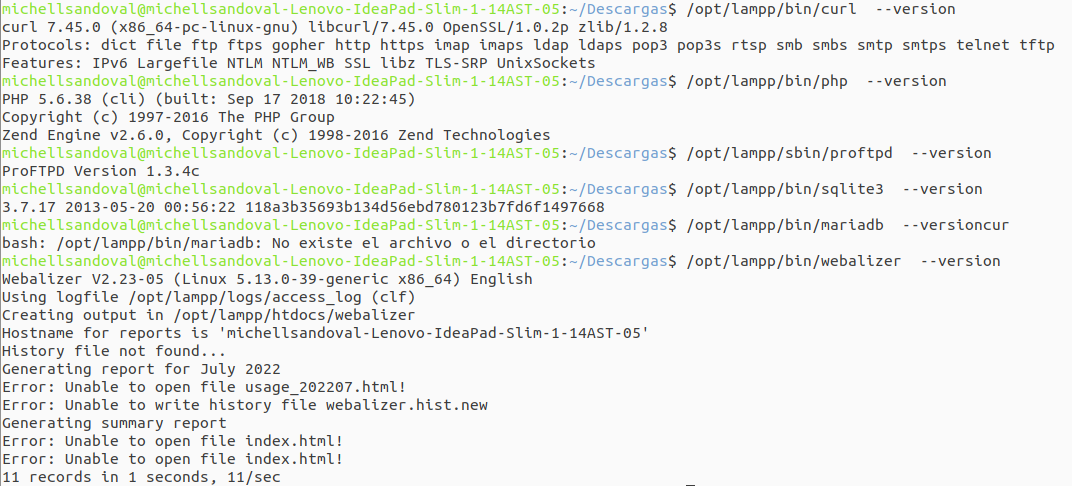 michellsandoval@michellsandoval-Lenovo-IdeaPad-Slim-1-14AST-05:~/Descargas$ /opt/lampp/bin/curl  --version
curl 7.45.0 (x86_64-pc-linux-gnu) libcurl/7.45.0 OpenSSL/1.0.2p zlib/1.2.8
Protocols: dict file ftp ftps gopher http https imap imaps ldap ldaps pop3 pop3s rtsp smb smbs smtp smtps telnet tftp
Features: IPv6 Largefile NTLM NTLM_WB SSL libz TLS-SRP UnixSockets
michellsandoval@michellsandoval-Lenovo-IdeaPad-Slim-1-14AST-05:~/Descargas$ /opt/lampp/bin/php  --version
PHP 5.6.38 (cli) (built: Sep 17 2018 10:22:45)
Copyright (c) 1997-2016 The PHP Group
Zend Engine v2.6.0, Copyright (c) 1998-2016 Zend Technologies
michellsandoval@michellsandoval-Lenovo-IdeaPad-Slim-1-14AST-05:~/Descargas$ /opt/lampp/sbin/proftpd  --version
ProFTPD Version 1.3.4c
michellsandoval@michellsandoval-Lenovo-IdeaPad-Slim-1-14AST-05:~/Descargas$ /opt/lampp/bin/sqlite3  --version
3.7.17 2013-05-20 00:56:22 118a3b35693b134d56ebd780123b7fd6f1497668
michellsandoval@michellsandoval-Lenovo-IdeaPad-Slim-1-14AST-05:~/Descargas$ /opt/lampp/bin/mariadb  --versioncur
bash: /opt/lampp/bin/mariadb: No existe el archivo o el directorio
michellsandoval@michellsandoval-Lenovo-IdeaPad-Slim-1-14AST-05:~/Descargas$ /opt/lampp/bin/webalizer  --version
Webalizer V2.23-05 (Linux 5.13.0-39-generic x86_64) English
Using logfile /opt/lampp/logs/access_log (clf)
Creating output in /opt/lampp/htdocs/webalizer
Hostname for reports is 'michellsandoval-Lenovo-IdeaPad-Slim-1-14AST-05'
History file not found...
Generating report for July 2022
Error: Unable to open file usage_202207.html!
Error: Unable to write history file webalizer.hist.new
Generating summary report
Error: Unable to open file index.html!
Error: Unable to open file index.html!
11 records in 1 seconds, 11/sec